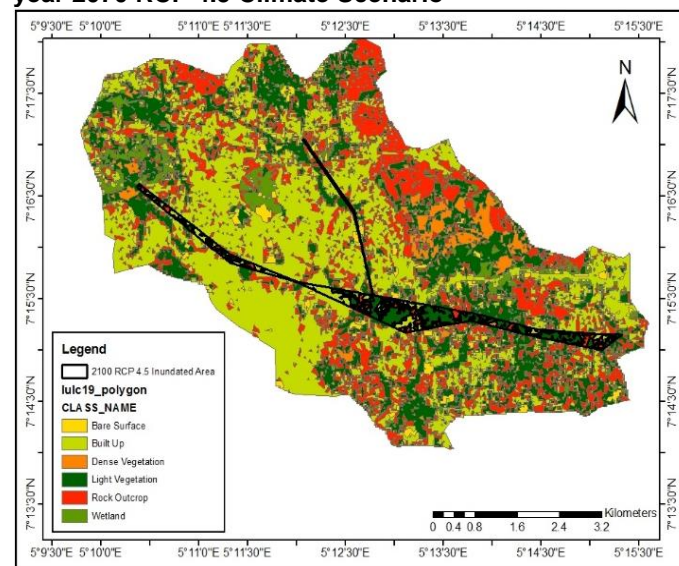 year 2070 RCP 4.5 Climate Scenario
5°9'30"E 5°10'0"E 5°11'0"E 5°11'30"E 5°12'30"E 5°13'30"E 5°14'30"E 5°15'30"E
N
7°17'30"N 7°17'30"N
7°16'30"N 7°16'30"N
7°15'30"N 7°15'30"N
7°14'30"N 7°14'30"N
7°13'30"N 7°13'30"N
Legend
2100 RCP 4.5 Inundated Area
lulc19_polygon
CLASS_NAME
Bare Surface
Built Up
Dense Vegetation
Light Vegetation
Rock Outcrop
Wetland
Kilometers
0 0.4 0.8 1.6 2.4 3.2
5°9'30"E 5°10'0"E 5°11'0"E 5°11'30"E 5°12'30"E 5°13'30"E 5°14'30"E 5°15'30"E